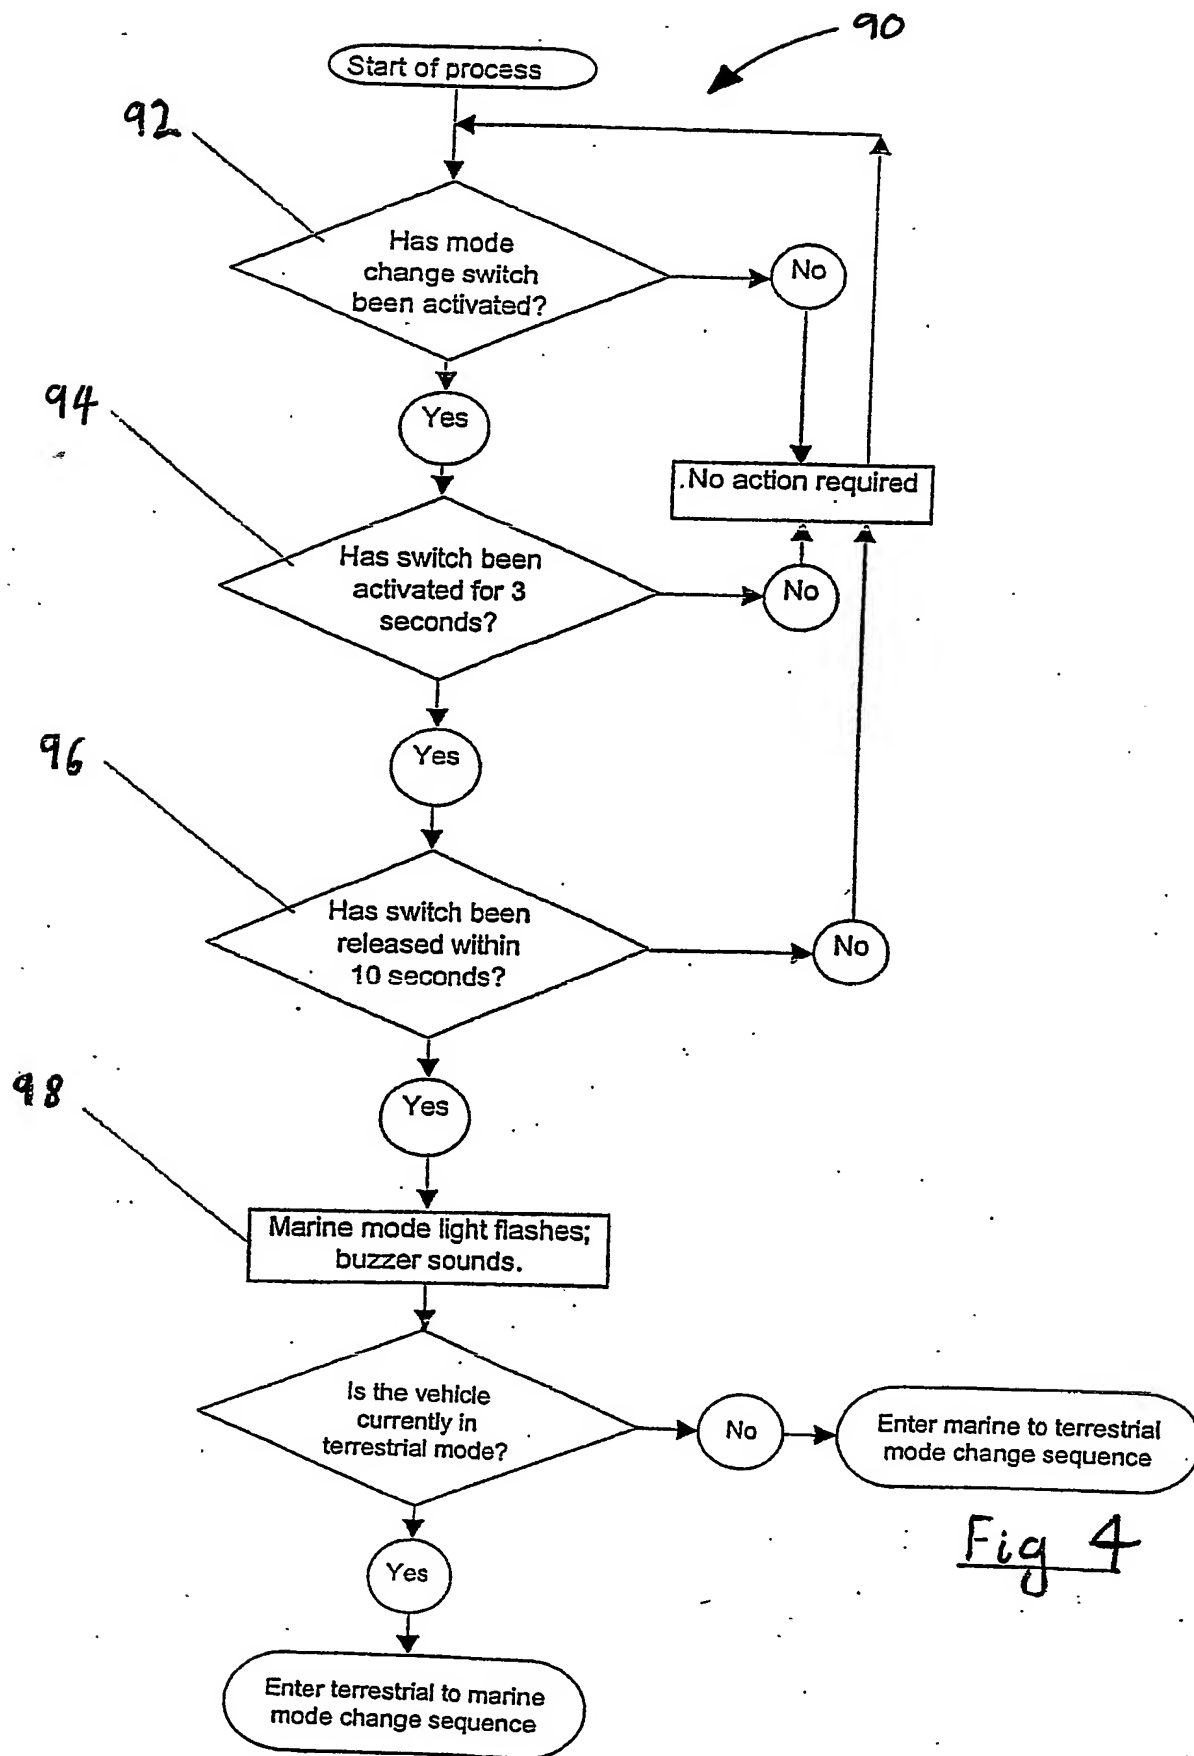 90
Start of process
92
Has mode
change switch
been activated?
No
94
Yes
.No action required
Has switch been
activated for 3
seconds?
No
96
Yes
Has switch been
released within
10 seconds?
No
98
Yes
Marine mode light flashes;
buzzer sounds.
Is the vehicle
currently in
terrestrial mode?
No
Enter marine to terrestrial
mode change sequence
Yes
Fig 4
Enter terrestrial to marine
mode change sequence